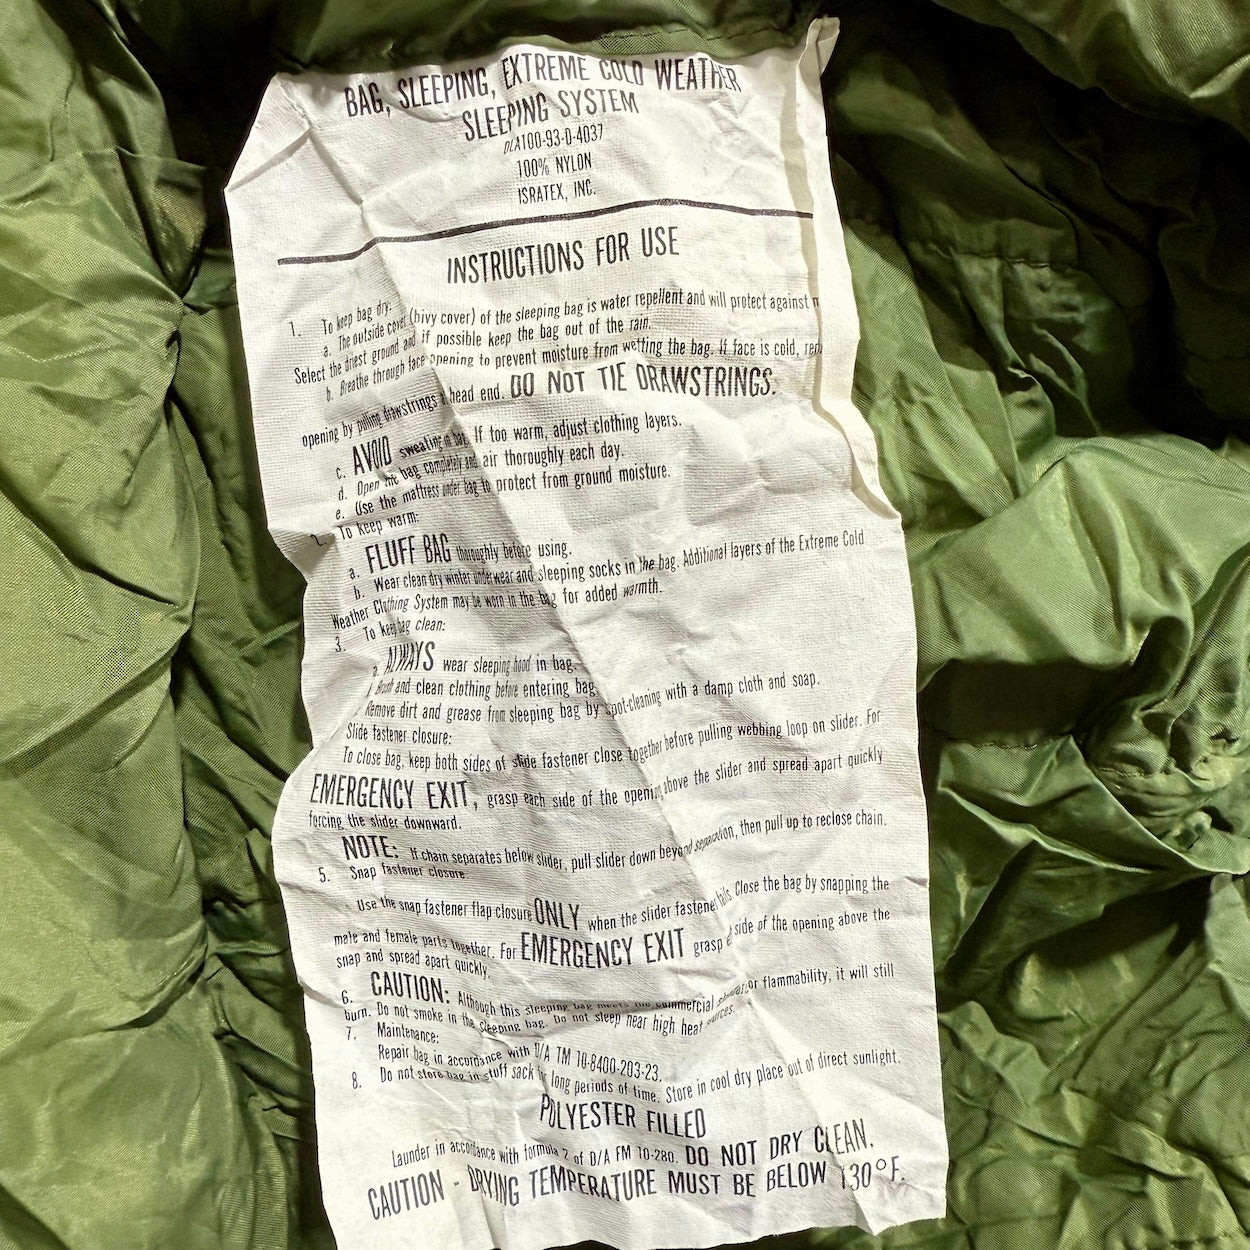 BAG, SLEEPING, EXTREME COLD WEATHER
SLEEPING SYSTEM
DLA100-93-D-4037
100% NYLON
ISRATEX, INC.
INSTRUCTIONS FOR USE
1. To keep bag dry:
a. The outside cover (bivy cover) of the sleeping bag is water repellent and will protect against
Select the driest ground and if possible keep the bag out of the rain.
b. Breathe through face opening to prevent moisture from wetting the bag. If face is cold,
opening by pulling drawstrings head end. DO NOT TIE DRAWSTRINGS.
c. AVOID sweating in bag. If too warm, adjust clothing layers.
d. Open the bag completely and air thoroughly each day.
e. Use the mattress under bag to protect from ground moisture.
2. To keep warm:
a. FLUFF BAG thoroughly before using.
b. Wear clean dry winter underwear and sleeping socks in the bag. Additional layers of the Extreme Cold
Weather Clothing System may be worn in the bag for added warmth.
3. To keep bag clean:
a. ALWAYS wear sleeping hood in bag.
Brush and clean clothing before entering bag
Remove dirt and grease from sleeping bag by spot-cleaning with a damp cloth and soap.
Slide fastener closure:
To close bag, keep both sides of slide fastener close together before pulling webbing loop on slider. For
EMERGENCY EXIT, grasp each side of the opening above the slider and spread apart quickly
forcing the slider downward.
NOTE: If chain separates below slider, pull slider down beyond separation, then pull up to reclose chain.
5. Snap fastener closure:
Use the snap fastener flap closure ONLY when the slider fastener fails. Close the bag by snapping the
male and female parts together. For EMERGENCY EXIT grasp side of the opening above the
snap and spread apart quickly.
6. CAUTION: Although this sleeping bag meets the commercial standard for flammability, it will still
burn. Do not smoke in the sleeping bag. Do not sleep near high heat sources.
7. Maintenance:
Repair bag in accordance with D/A TM 10-8400-203-23.
8. Do not store bag in stuff sack long periods of time. Store in cool dry place out of direct sunlight.
POLYESTER FILLED
Launder in accordance with formula 2 of D/A FM 10-280. DO NOT DRY CLEAN.
CAUTION - DRYING TEMPERATURE MUST BE BELOW 130°F.